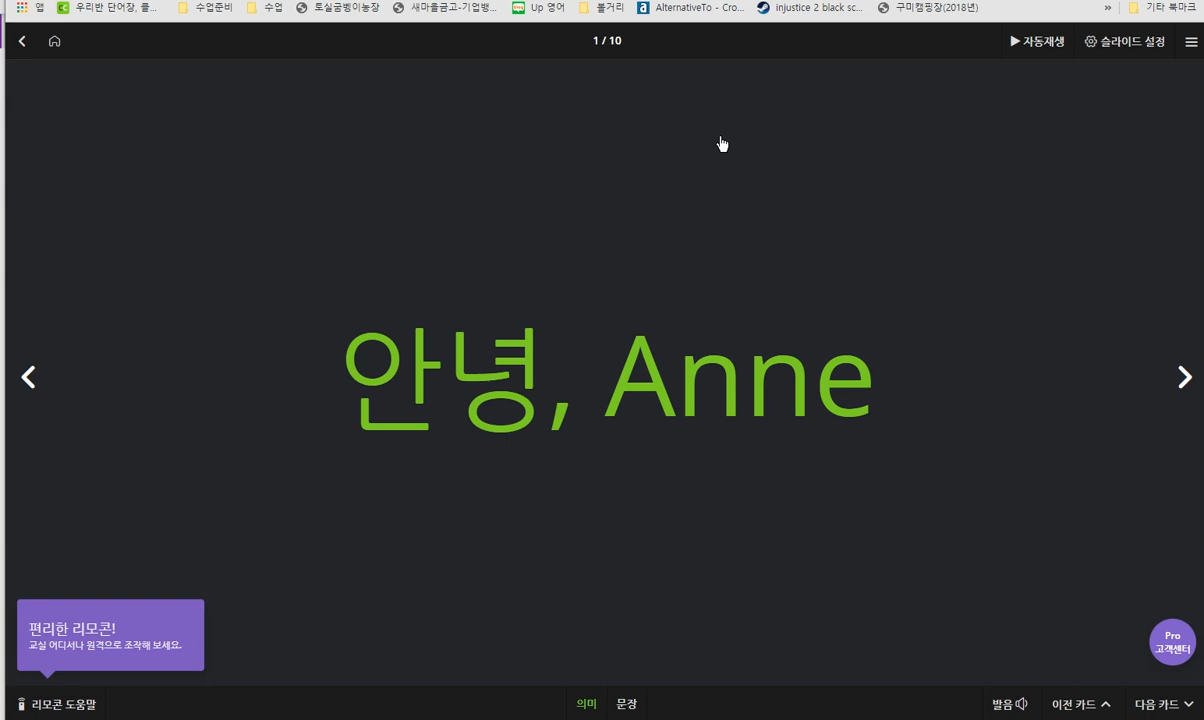 앱 우리반 단어장, 클... 수업준비 수업 토실굼벵이농장 새마을금고-기업뱅... Up 영어 볼거리 AlternativeTo - Cro... injustice 2 black sc... 구미캠핑장(2018년) » 기타 북마크
1 / 10 자동재생 슬라이드 설정
안녕, Anne
편리한 리모콘!
교실 어디서나 원격으로 조작해 보세요.
Pro
고객센터
리모콘 도움말 의미 문장 발음 이전 카드 다음 카드